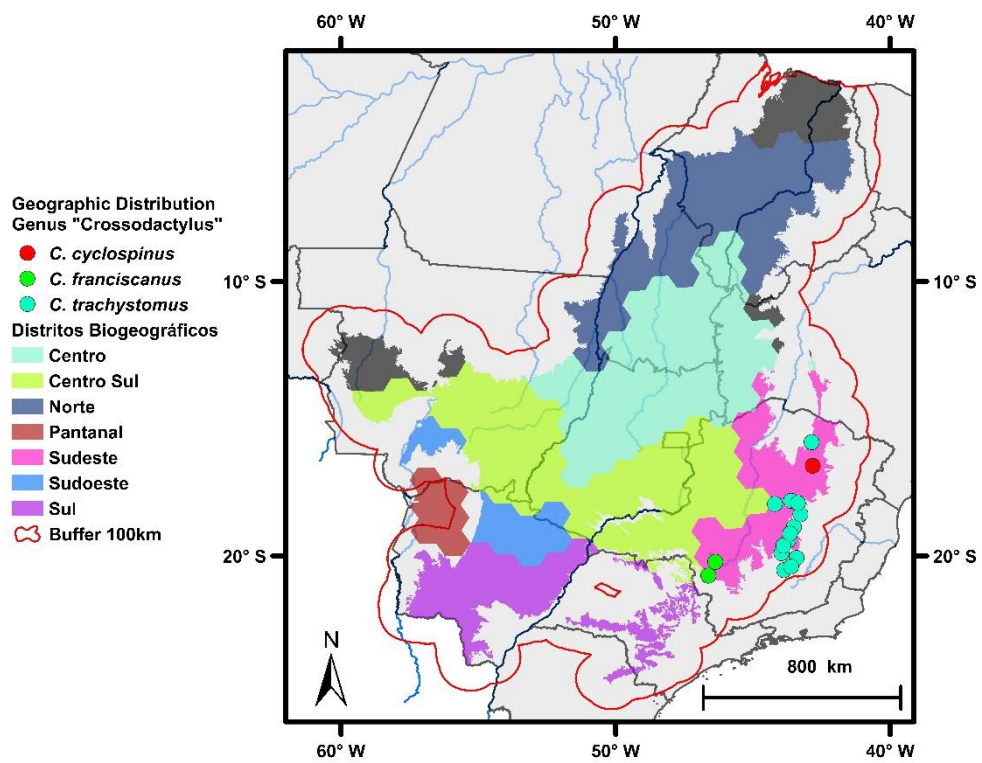 60° W 50° W 40° W
Geographic Distribution
Genus "Crossodactylus"
C. cyclospinus
C. franciscanus
C. trachystomus
Distritos Biogeográficos
Centro
Centro Sul
Norte
Pantanal
Sudeste
Sudoeste
Sul
Buffer 100km
10° S 10° S
20° S 20° S
N
800 km
60° W 50° W 40° W